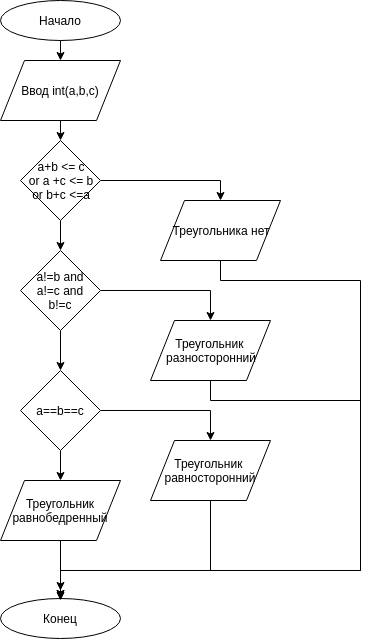 Начало
Ввод int(a,b,c)
a+b <= c
or a +c <= b
or b+c <=a
Треугольника нет
a!=b and
a!=c and
b!=c
Треугольник
разносторонний
a==b==c
Треугольник
равносторонний
Треугольник
равнобедренный
Конец